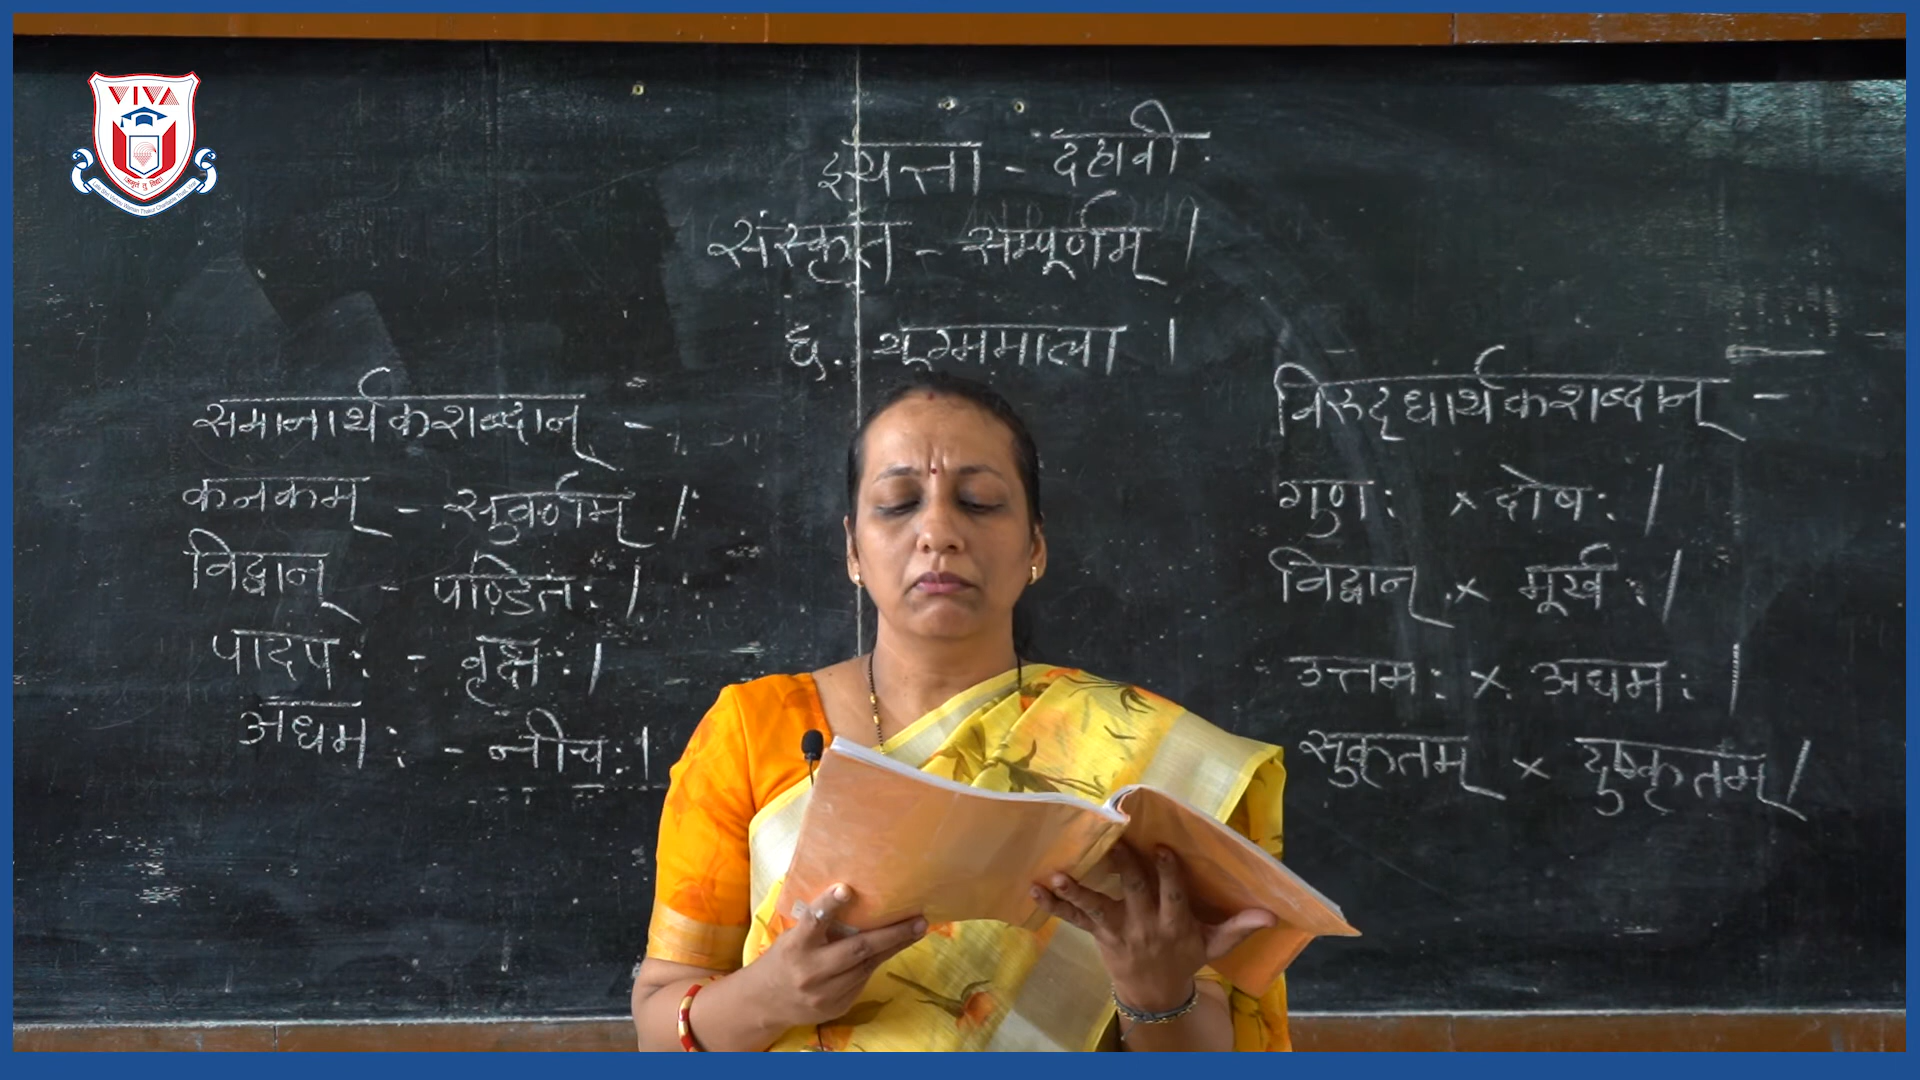 VIVA
इयत्ता - दहावी.
संस्कृत - सम्पूर्णम् ।
६. युग्ममाला ।
समानार्थकशब्दान् -
कनकम् - सुवर्णम् ।
विद्वान् - पण्डितः ।
पादपः - वृक्षः ।
अधमः - नीचः ।
विरुद्धार्थकशब्दान् -
गुणः × दोषः ।
विद्वान् × मूर्खः ।
उत्तमः × अधमः ।
सुकृतम् × दुष्कृतम् ।